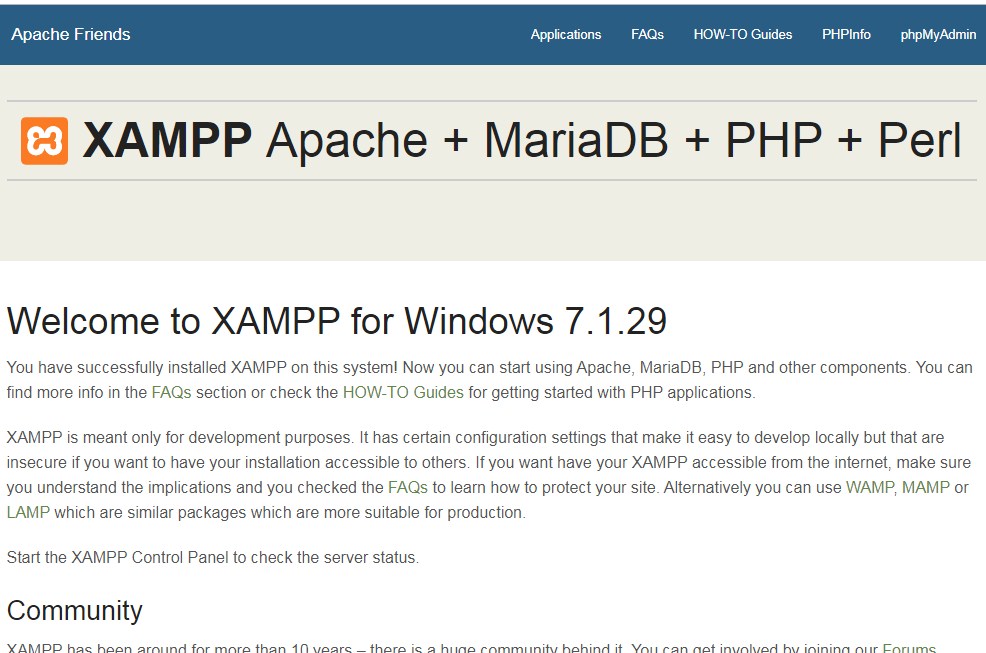 Apache Friends
Applications FAQs HOW-TO Guides PHPInfo phpMyAdmin
XAMPP Apache + MariaDB + PHP + Perl
Welcome to XAMPP for Windows 7.1.29
You have successfully installed XAMPP on this system! Now you can start using Apache, MariaDB, PHP and other components. You can
find more info in the FAQs section or check the HOW-TO Guides for getting started with PHP applications.
XAMPP is meant only for development purposes. It has certain configuration settings that make it easy to develop locally but that are
insecure if you want to have your installation accessible to others. If you want have your XAMPP accessible from the internet, make sure
you understand the implications and you checked the FAQs to learn how to protect your site. Alternatively you can use WAMP, MAMP or
LAMP which are similar packages which are more suitable for production.
Start the XAMPP Control Panel to check the server status.
Community
XAMPP has been around for more than 10 years – there is a huge community behind it. You can get involved by joining our Forums,